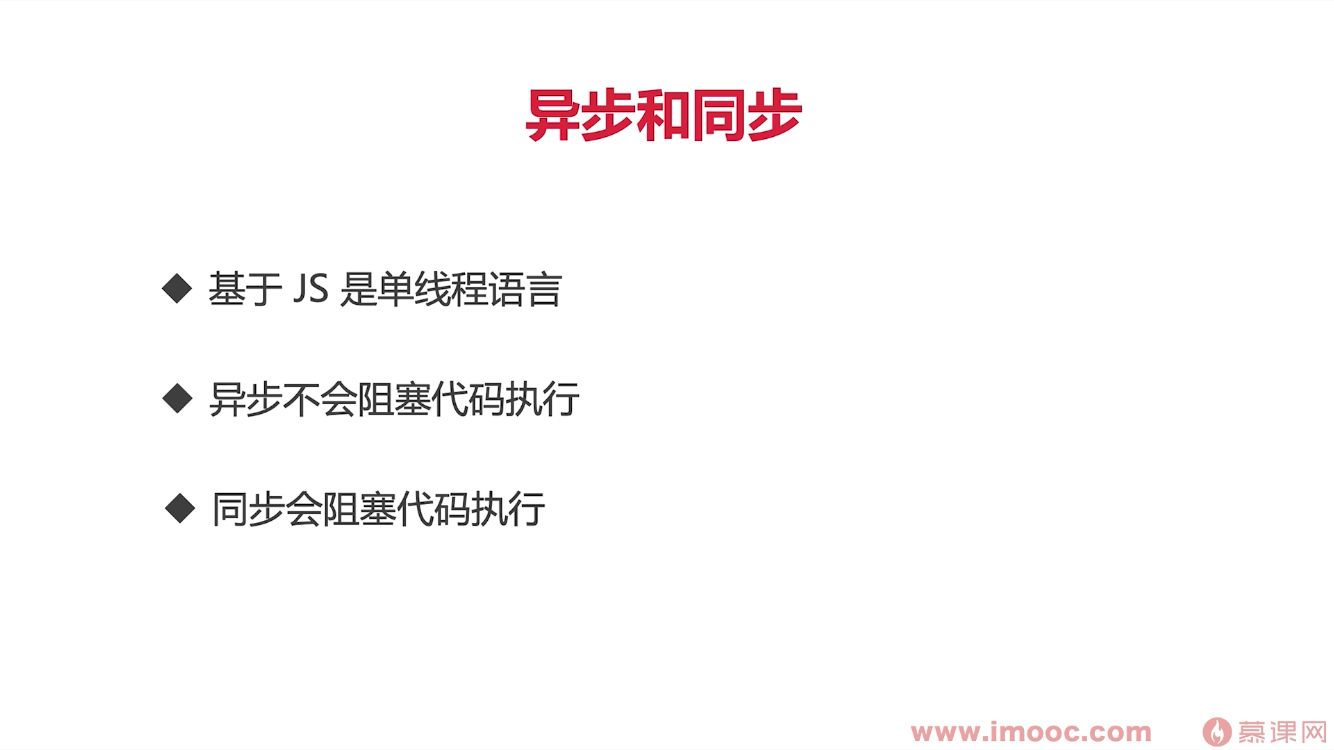 异步和同步
◆ 基于 JS 是单线程语言
◆ 异步不会阻塞代码执行
◆ 同步会阻塞代码执行
www.imooc.com 慕课网